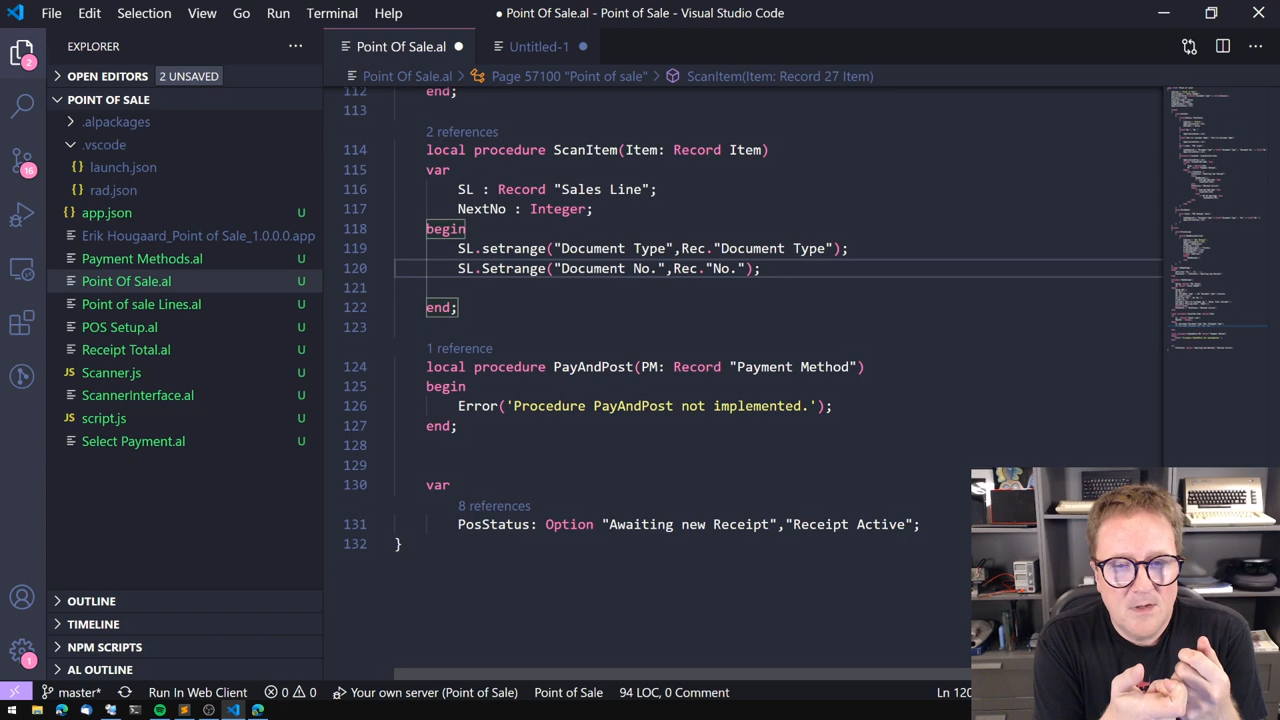 File Edit Selection View Go Run Terminal Help
● Point Of Sale.al - Point of Sale - Visual Studio Code
EXPLORER
Point Of Sale.al
Untitled-1
OPEN EDITORS 2 UNSAVED
Point Of Sale.al > Page 57100 "Point of sale" > ScanItem(Item: Record 27 Item)
POINT OF SALE
.alpackages
.vscode
launch.json
rad.json
app.json U
Erik Hougaard_Point of Sale_1.0.0.0.app
Payment Methods.al U
Point Of Sale.al U
Point of sale Lines.al U
POS Setup.al U
Receipt Total.al U
Scanner.js U
ScannerInterface.al U
script.js U
Select Payment.al U
OUTLINE
TIMELINE
NPM SCRIPTS
AL OUTLINE
2
16
1
112 end;
113
2 references
114 local predure ScanItem(Item: Record Item)
115 var
116 SL : Record "Sales Line";
117 NextNo : Integer;
118 begin
119 SL.setrange("Document Type",Rec."Document Type");
120 SL.Setrange("Document No.",Rec."No.");
121
122 end;
123
1 reference
124 local procedure PayAndPost(PM: Record "Payment Method")
125 begin
126 Error('Procedure PayAndPost not implemented.');
127 end;
128
129
130 var
8 references
131 PosStatus: Option "Awaiting new Receipt","Receipt Active";
132 }
master* Run In Web Client 0 0 Your own server (Point of Sale) Point of Sale 94 LOC, 0 Comment Ln 120